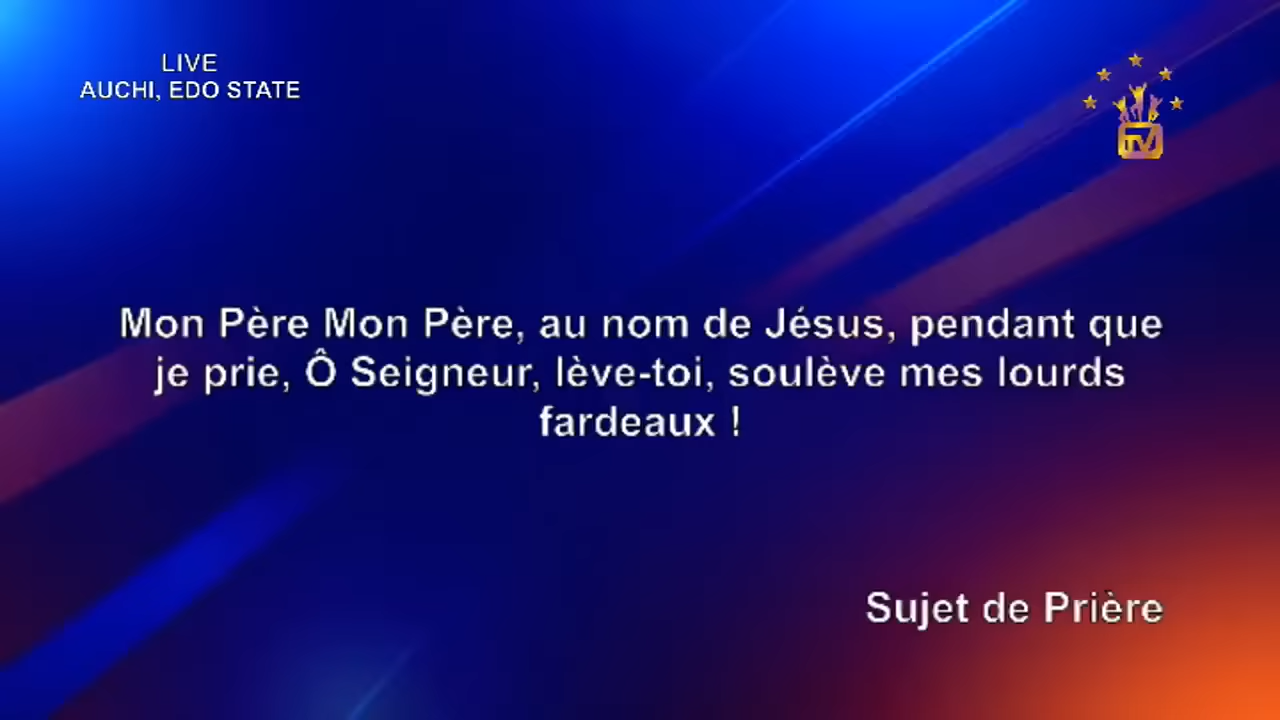 LIVE
AUCHI, EDO STATE
TV
Mon Père Mon Père, au nom de Jésus, pendant que
je prie, Ô Seigneur, lève-toi, soulève mes lourds
fardeaux !
Sujet de Prière